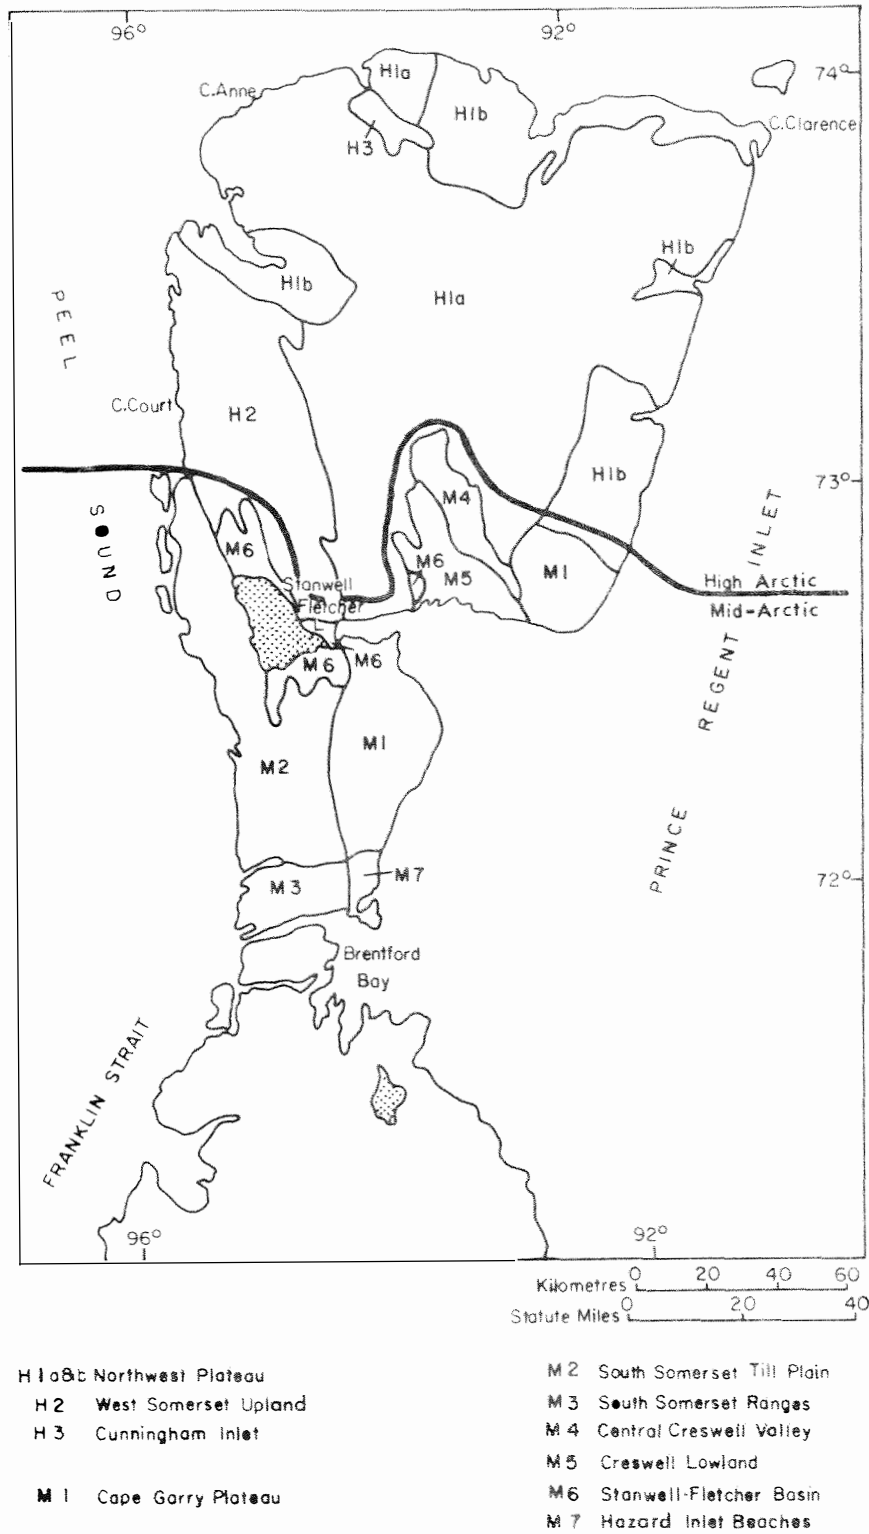 96° 92°
74°
C.Anne
H1a
H1b
C.Clarence
H3
H1b
H1b
H1a
PEEL
C.Court
H2
73°
H1b
M4
SOUND
M6
M6
M5
M1
INLET
Stanwell
Fletcher
L
High Arctic
Mid-Arctic
M6
M6
REGENT
M2
M1
M3
M7
PRINCE
72°
Brentford
Bay
FRANKLIN STRAIT
96° 92°
Kilometres 0 20 40 60
Statute Miles 0 20 40
H1a&b Northwest Plateau
H2 West Somerset Upland
H3 Cunningham Inlet
M1 Cape Garry Plateau
M2 South Somerset Till Plain
M3 South Somerset Ranges
M4 Central Creswell Valley
M5 Creswell Lowland
M6 Stanwell-Fletcher Basin
M7 Hazard Inlet Beaches